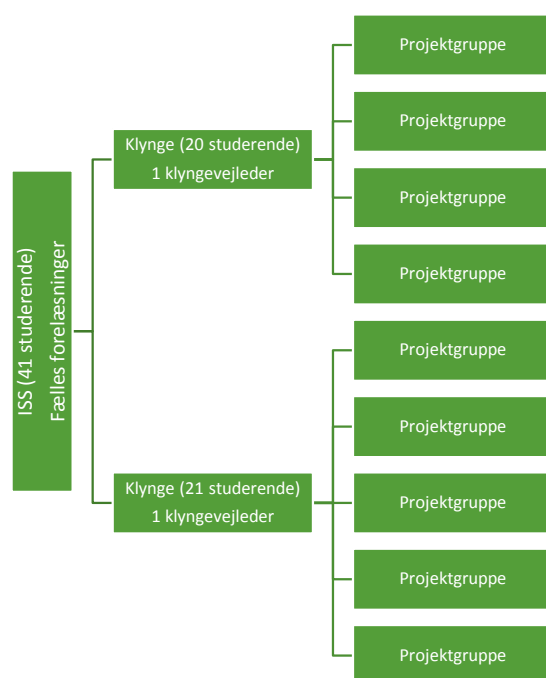 ISS (41 studerende)
Fælles forelæsninger
Klynge (20 studerende)
1 klyngevejleder
Projektgruppe
Projektgruppe
Projektgruppe
Projektgruppe
Klynge (21 studerende)
1 klyngevejleder
Projektgruppe
Projektgruppe
Projektgruppe
Projektgruppe
Projektgruppe